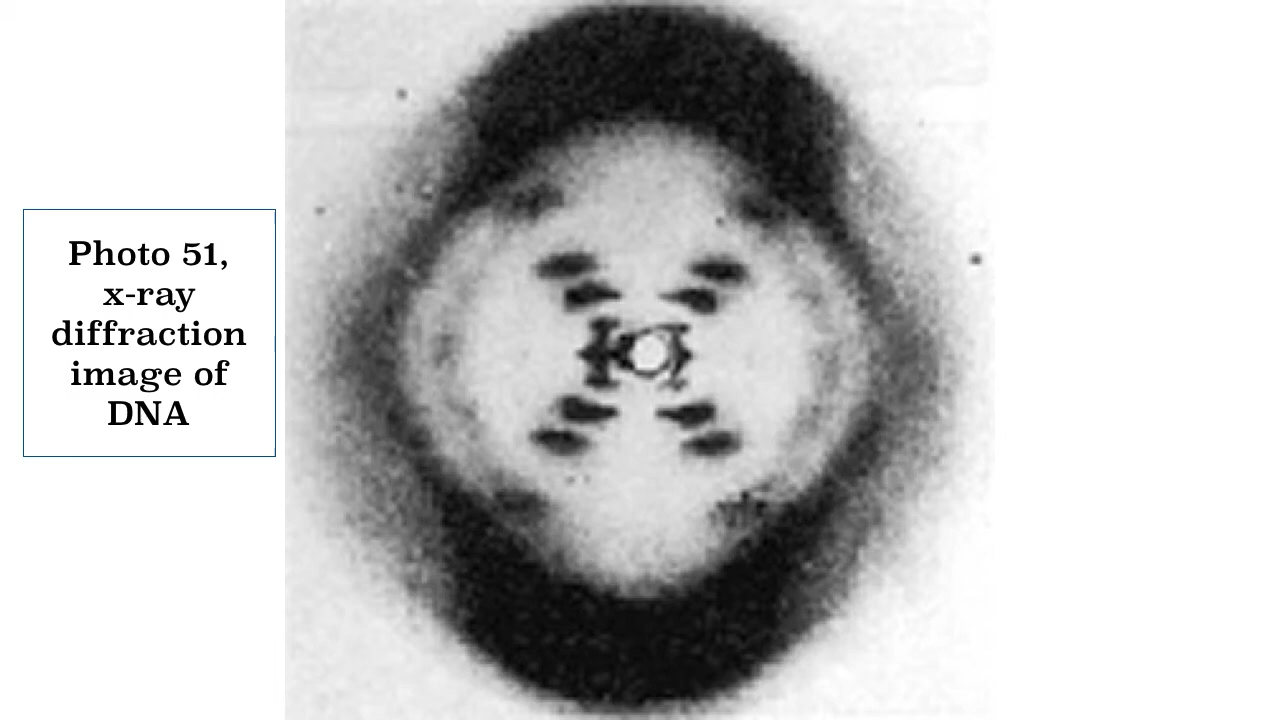 Photo 51,
x-ray
diffraction
image of
DNA